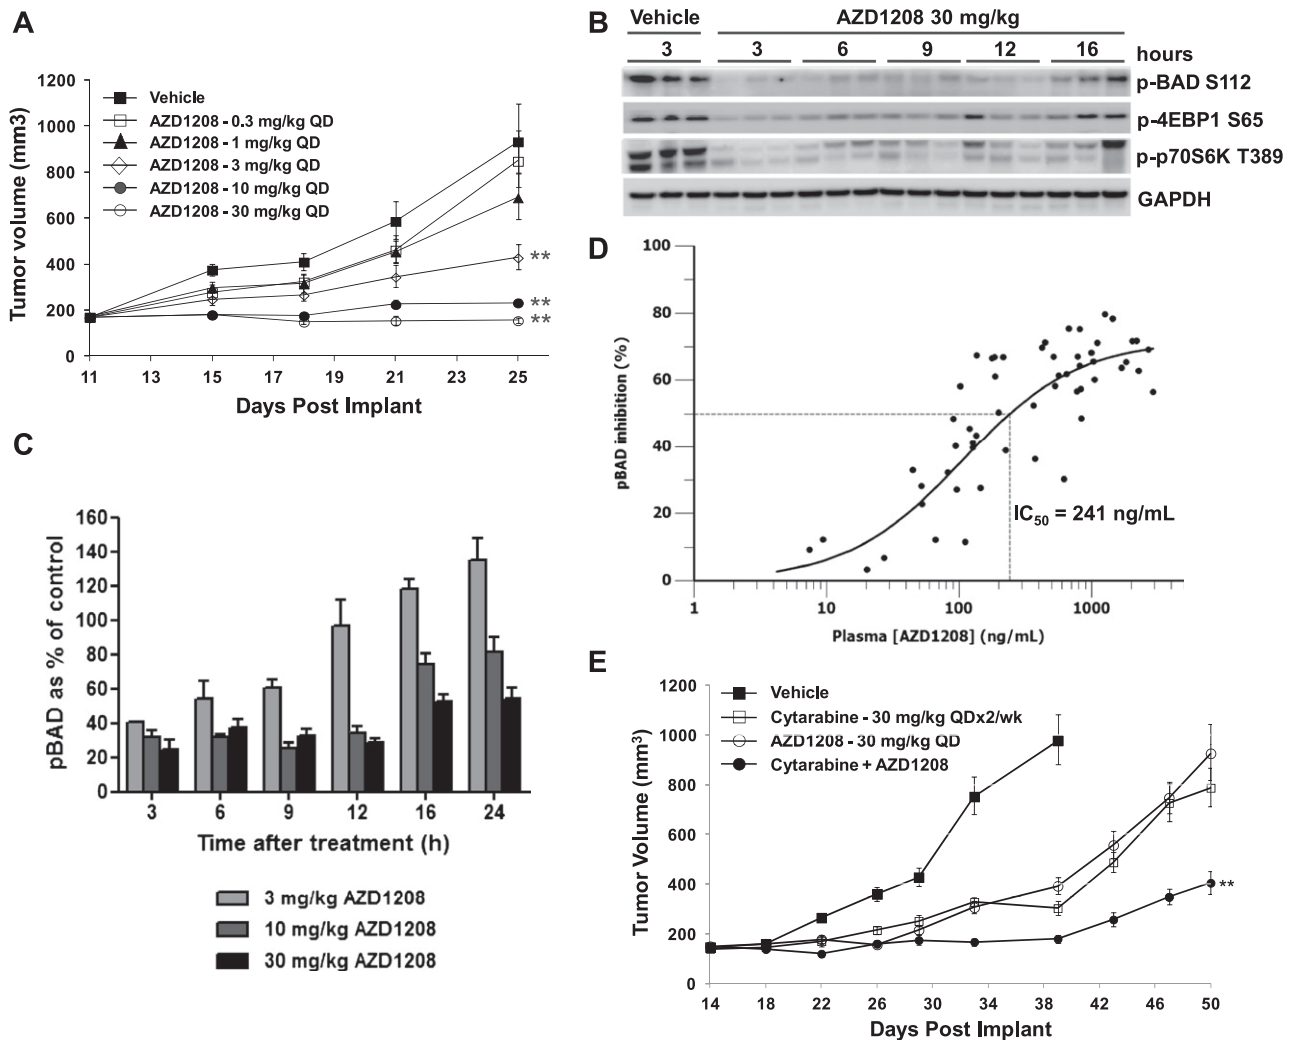 A
Tumor volume (mm3)
1200
1000
800
600
400
200
0
Vehicle
AZD1208 - 0.3 mg/kg QD
AZD1208 - 1 mg/kg QD
AZD1208 - 3 mg/kg QD
AZD1208 - 10 mg/kg QD
AZD1208 - 30 mg/kg QD
**
**
**
11 13 15 17 19 21 23 25
Days Post Implant
B
Vehicle AZD1208 30 mg/kg
3 3 6 9 12 16 hours
p-BAD S112
p-4EBP1 S65
p-p70S6K T389
GAPDH
C
pBAD as % of control
160
140
120
100
80
60
40
20
0
3 6 9 12 16 24
Time after treatment (h)
3 mg/kg AZD1208
10 mg/kg AZD1208
30 mg/kg AZD1208
D
pBAD inhibition (%)
100
80
60
40
20
0
IC50 = 241 ng/mL
1 10 100 1000
Plasma [AZD1208] (ng/mL)
E
Tumor Volume (mm³)
1200
1000
800
600
400
200
0
Vehicle
Cytarabine - 30 mg/kg QDx2/wk
AZD1208 - 30 mg/kg QD
Cytarabine + AZD1208
**
14 18 22 26 30 34 38 42 46 50
Days Post Implant